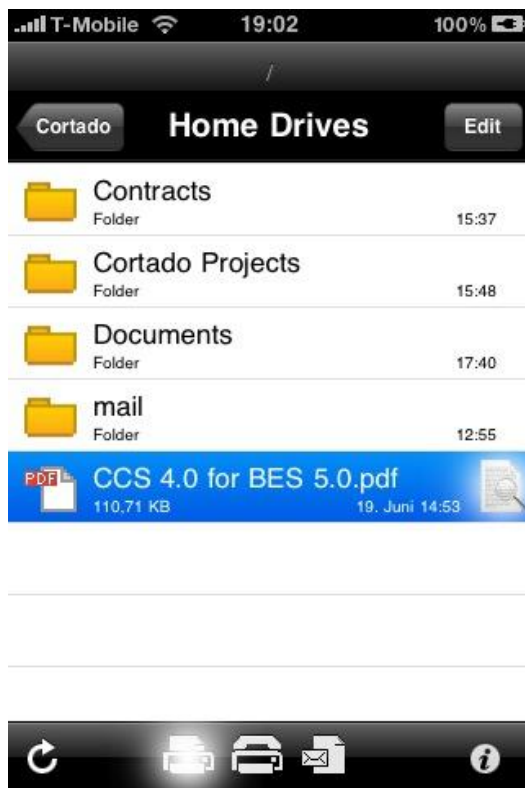 T-Mobile 19:02 100%
/
Cortado Home Drives Edit
Contracts
Folder 15:37
Cortado Projects
Folder 15:48
Documents
Folder 17:40
mail
Folder 12:55
PDF CCS 4.0 for BES 5.0.pdf
110,71 KB 19. Juni 14:53
i